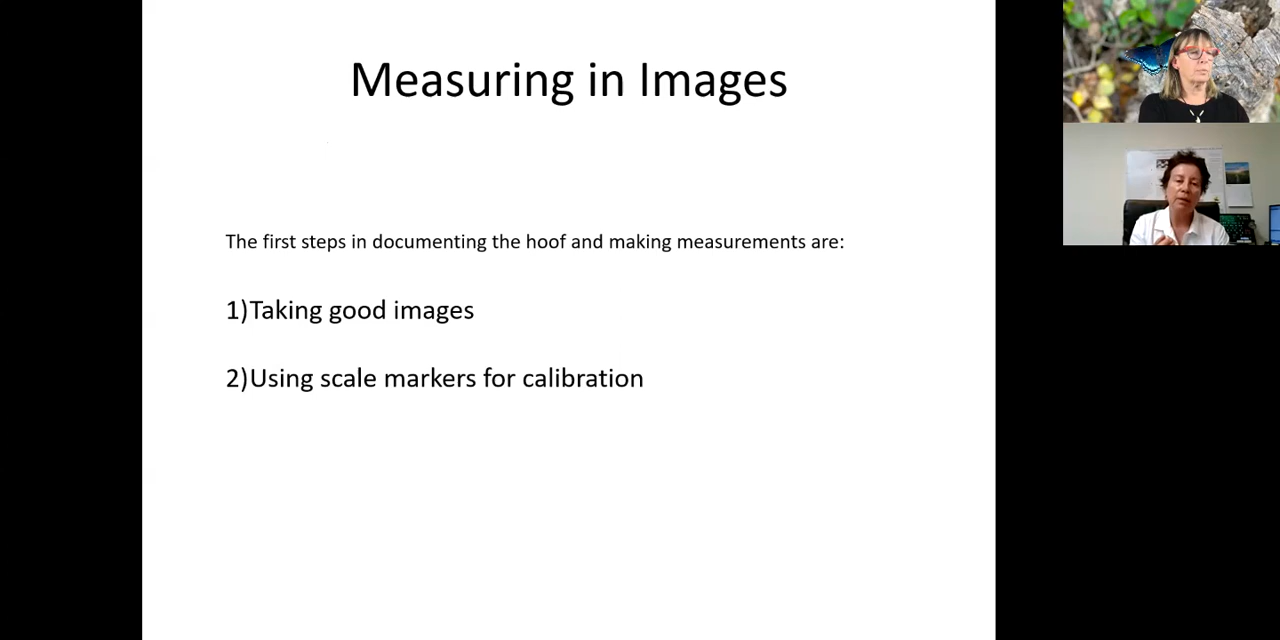 Measuring in Images
The first steps in documenting the hoof and making measurements are:
1)Taking good images
2)Using scale markers for calibration